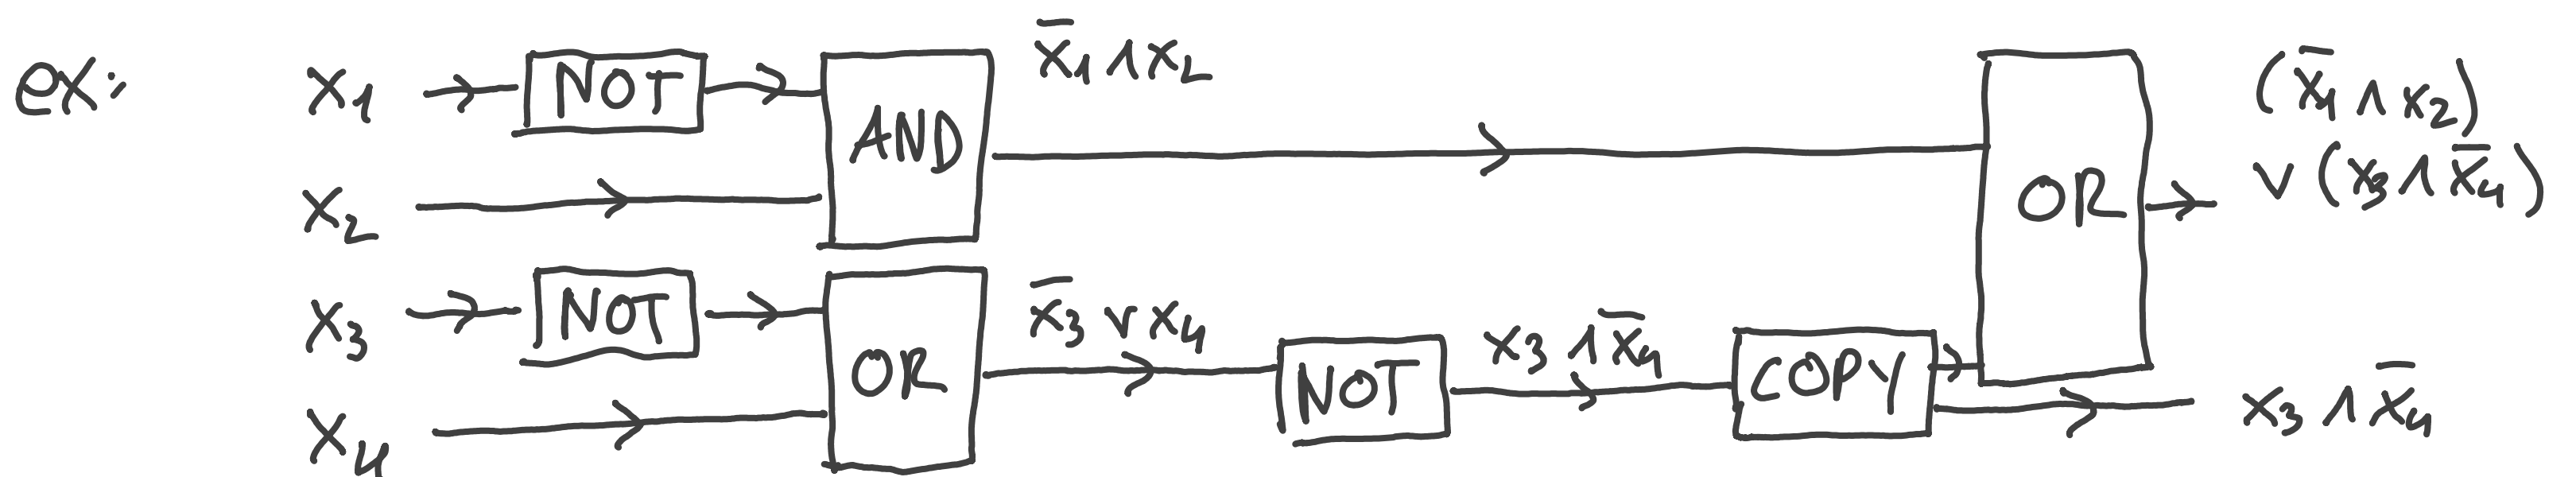 ex:
x₁ NOT AND x̄₁ ∧ x₂
x₂
x₃ NOT OR x̄₃ ∨ x₄ NOT x₃ ∧ x̄₄ COPY OR
x₄
(x̄₁ ∧ x₂)
∨ (x₃ ∧ x̄₄)
x₃ ∧ x̄₄